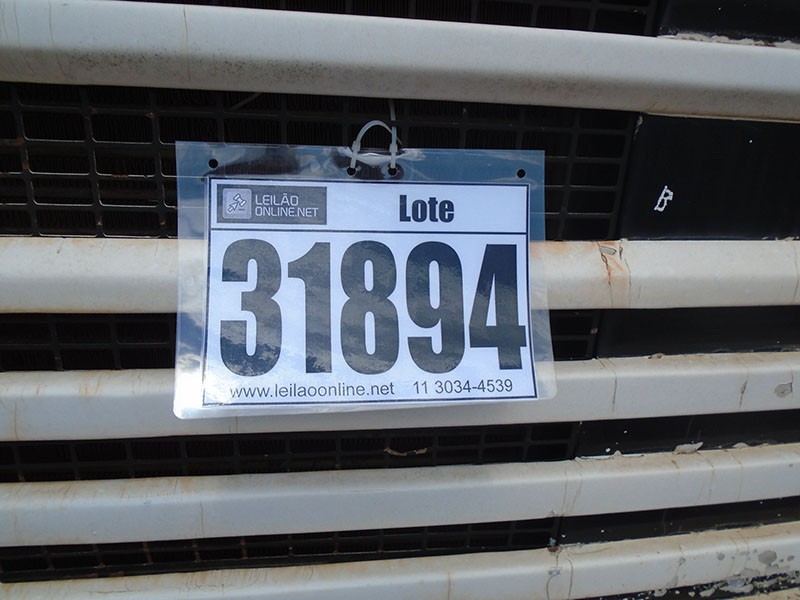 LEILÃO
ONLINE.NET
Lote
31894
www.leilaoonline.net 11 3034-4539
B